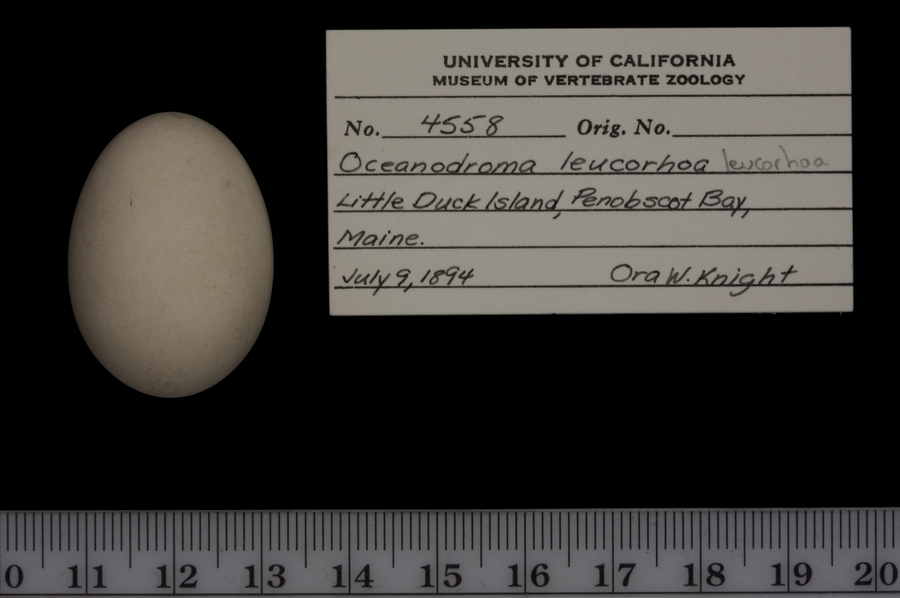 UNIVERSITY OF CALIFORNIA
MUSEUM OF VERTEBRATE ZOOLOGY
No. 4558 Orig. No.
Oceanodroma leucorhoa leucorhoa
Little Duck Island, Penobscot Bay,
Maine.
July 9, 1894 Ora W. Knight
0 11 12 13 14 15 16 17 18 19 20